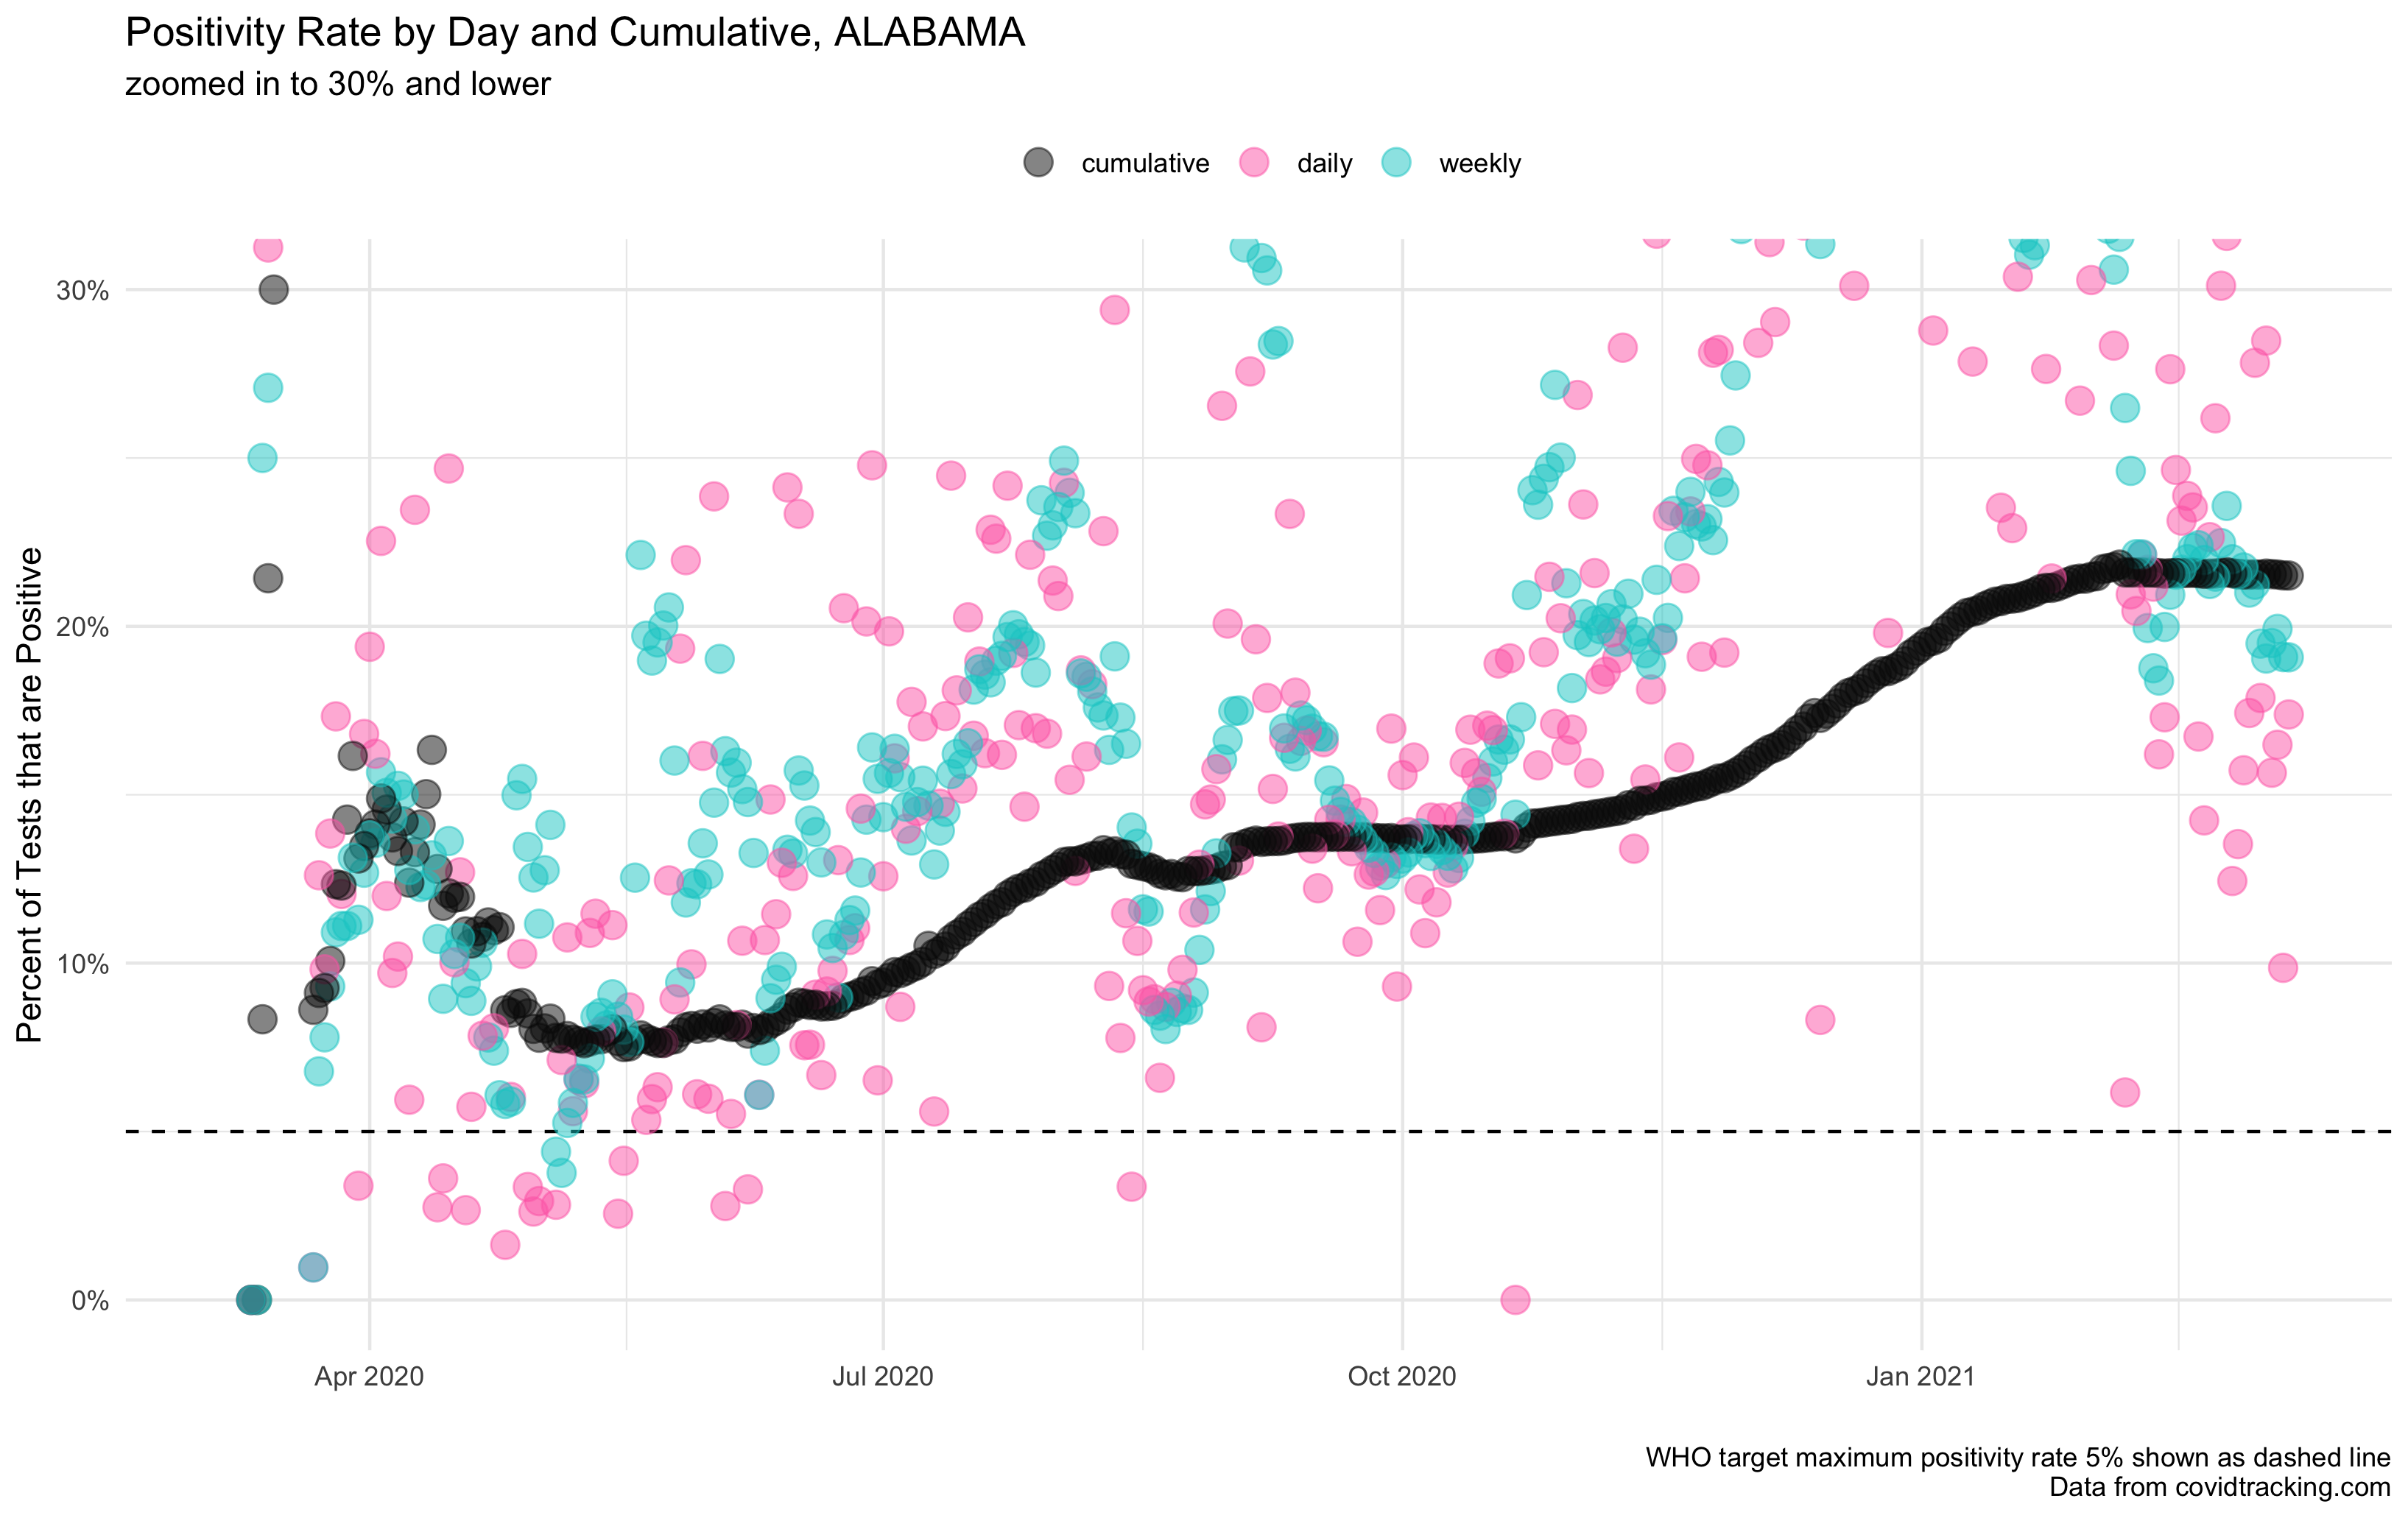 Positivity Rate by Day and Cumulative, ALABAMA
zoomed in to 30% and lower
cumulative daily weekly
Percent of Tests that are Positive
30%
20%
10%
0%
Apr 2020 Jul 2020 Oct 2020 Jan 2021
WHO target maximum positivity rate 5% shown as dashed line
Data from covidtracking.com